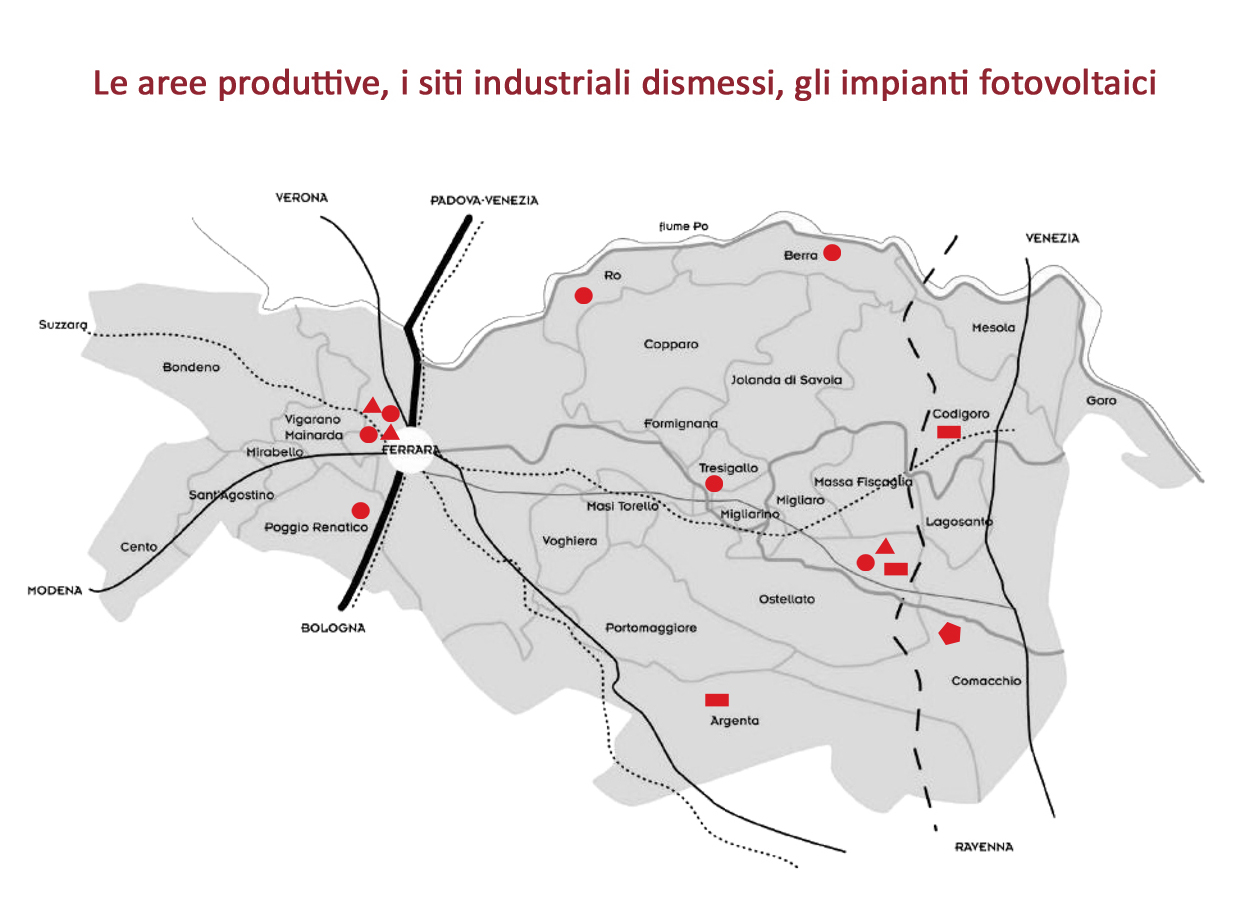 Le aree produttive, i siti industriali dismessi, gli impianti fotovoltaici
VERONA
PADOVA-VENEZIA
fiume Po
VENEZIA
Berra
Ro
Suzzara
Mesola
Copparo
Bondeno
Jolanda di Savoia
Goro
Codigoro
Vigarano
Mainarda
Formignana
FERRARA
Mirabello
Tresigallo
Massa Fiscaglia
Sant'Agostino
Migliaro
Masi Torello
Migliarino
Lagosanto
Poggio Renatico
Voghiera
Cento
MODENA
Ostellato
BOLOGNA
Portomaggiore
Comacchio
Argenta
RAVENNA